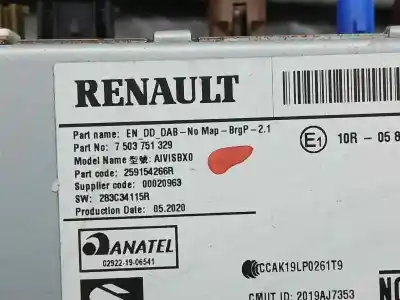 RENAULT
Part name: EN_DD_DAB-No Map-BrgP-2.1
Part No: 7 503 751 329
Model Name 型號: AIVISBX0
Part code: 259154266R
Supplier code: 00020963
SW: 283C34115R
Production Date: 05.2020
E1 10R - 05 8
ANATEL
02922-19-06541
CCAK19LP0261T9
CMIIT ID: 2019AJ7353